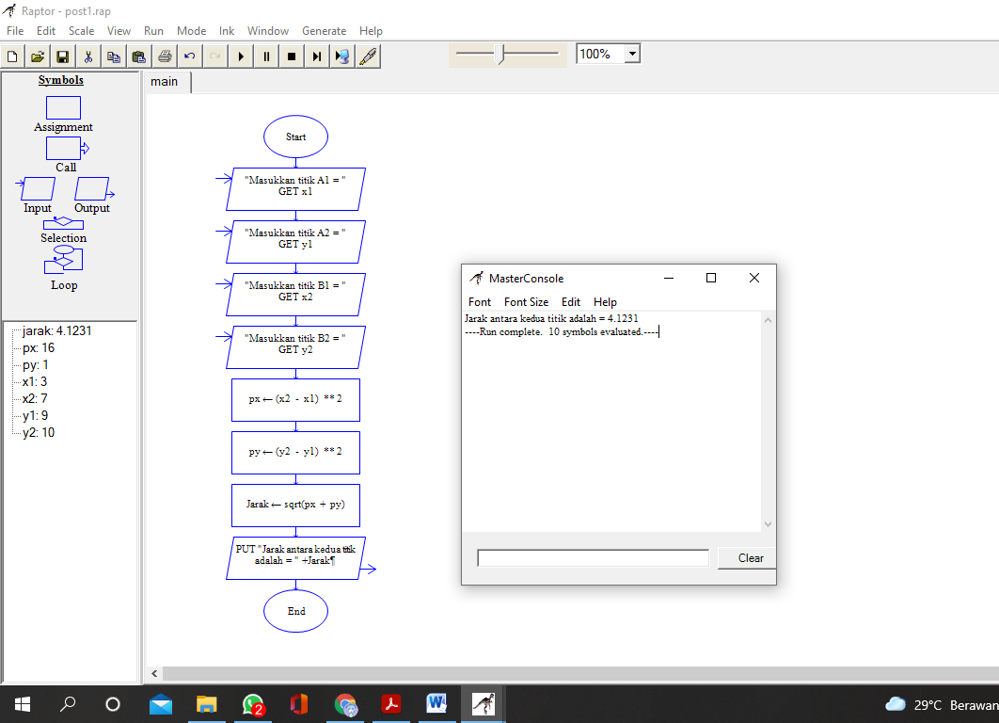 Raptor - post1.rap
File Edit Scale View Run Mode Ink Window Generate Help
100%
Symbols
Assignment
Call
Input Output
Selection
Loop
jarak: 4.1231
px: 16
py: 1
x1: 3
x2: 7
y1: 9
y2: 10
main
Start
"Masukkan titik A1 = "
GET x1
"Masukkan titik A2 = "
GET y1
"Masukkan titik B1 = "
GET x2
"Masukkan titik B2 = "
GET y2
px ← (x2 - x1) ** 2
py ← (y2 - y1) ** 2
Jarak ← sqrt(px + py)
PUT "Jarak antara kedua titik
adalah = " +Jarak¶
End
MasterConsole
Font Font Size Edit Help
Jarak antara kedua titik adalah = 4.1231
----Run complete. 10 symbols evaluated.----
Clear
2
29°C Berawan